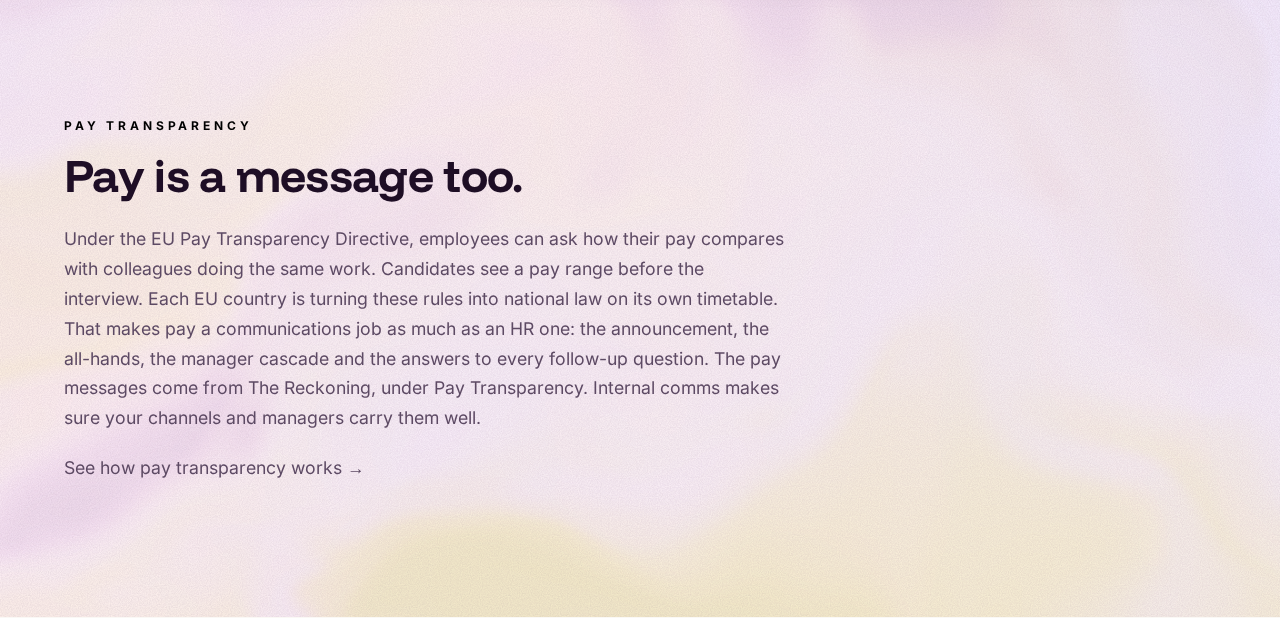 PAY TRANSPARENCY
Pay is a message too.
Under the EU Pay Transparency Directive, employees can ask how their pay compares
with colleagues doing the same work. Candidates see a pay range before the
interview. Each EU country is turning these rules into national law on its own timetable.
That makes pay a communications job as much as an HR one: the announcement, the
all-hands, the manager cascade and the answers to every follow-up question. The pay
messages come from The Reckoning, under Pay Transparency. Internal comms makes
sure your channels and managers carry them well.
See how pay transparency works →